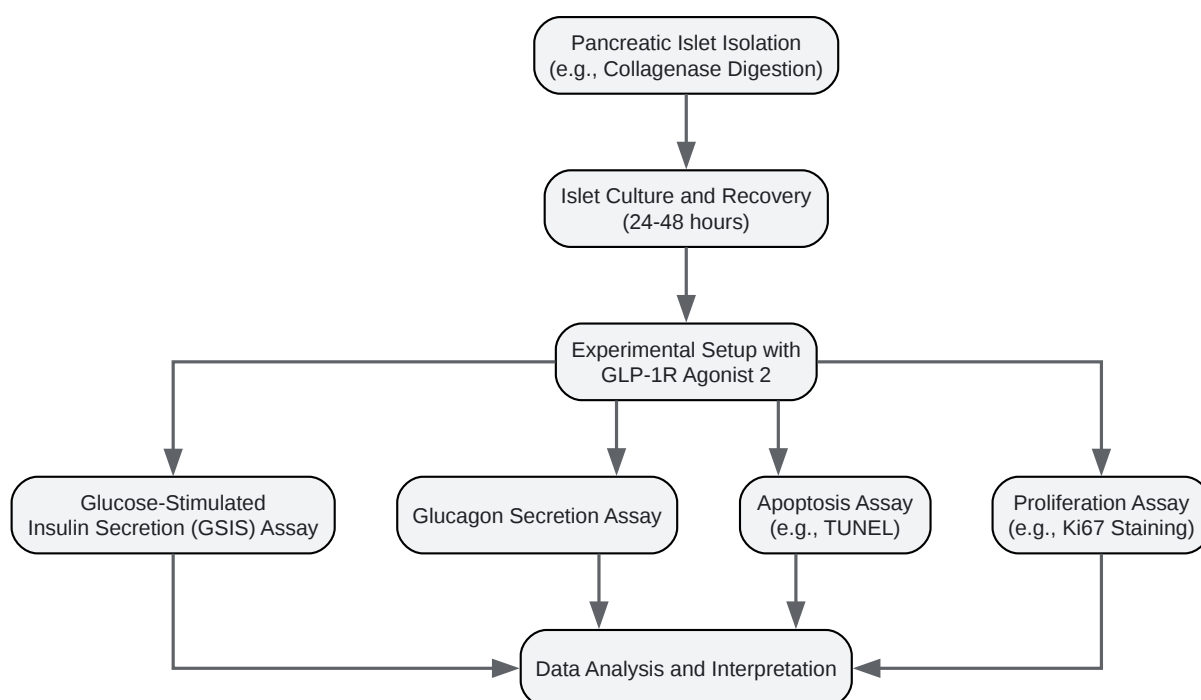 Pancreatic Islet Isolation
(e.g., Collagenase Digestion)
Islet Culture and Recovery
(24-48 hours)
Experimental Setup with
GLP-1R Agonist 2
Glucose-Stimulated
Insulin Secretion (GSIS) Assay
Glucagon Secretion Assay
Apoptosis Assay
(e.g., TUNEL)
Proliferation Assay
(e.g., Ki67 Staining)
Data Analysis and Interpretation